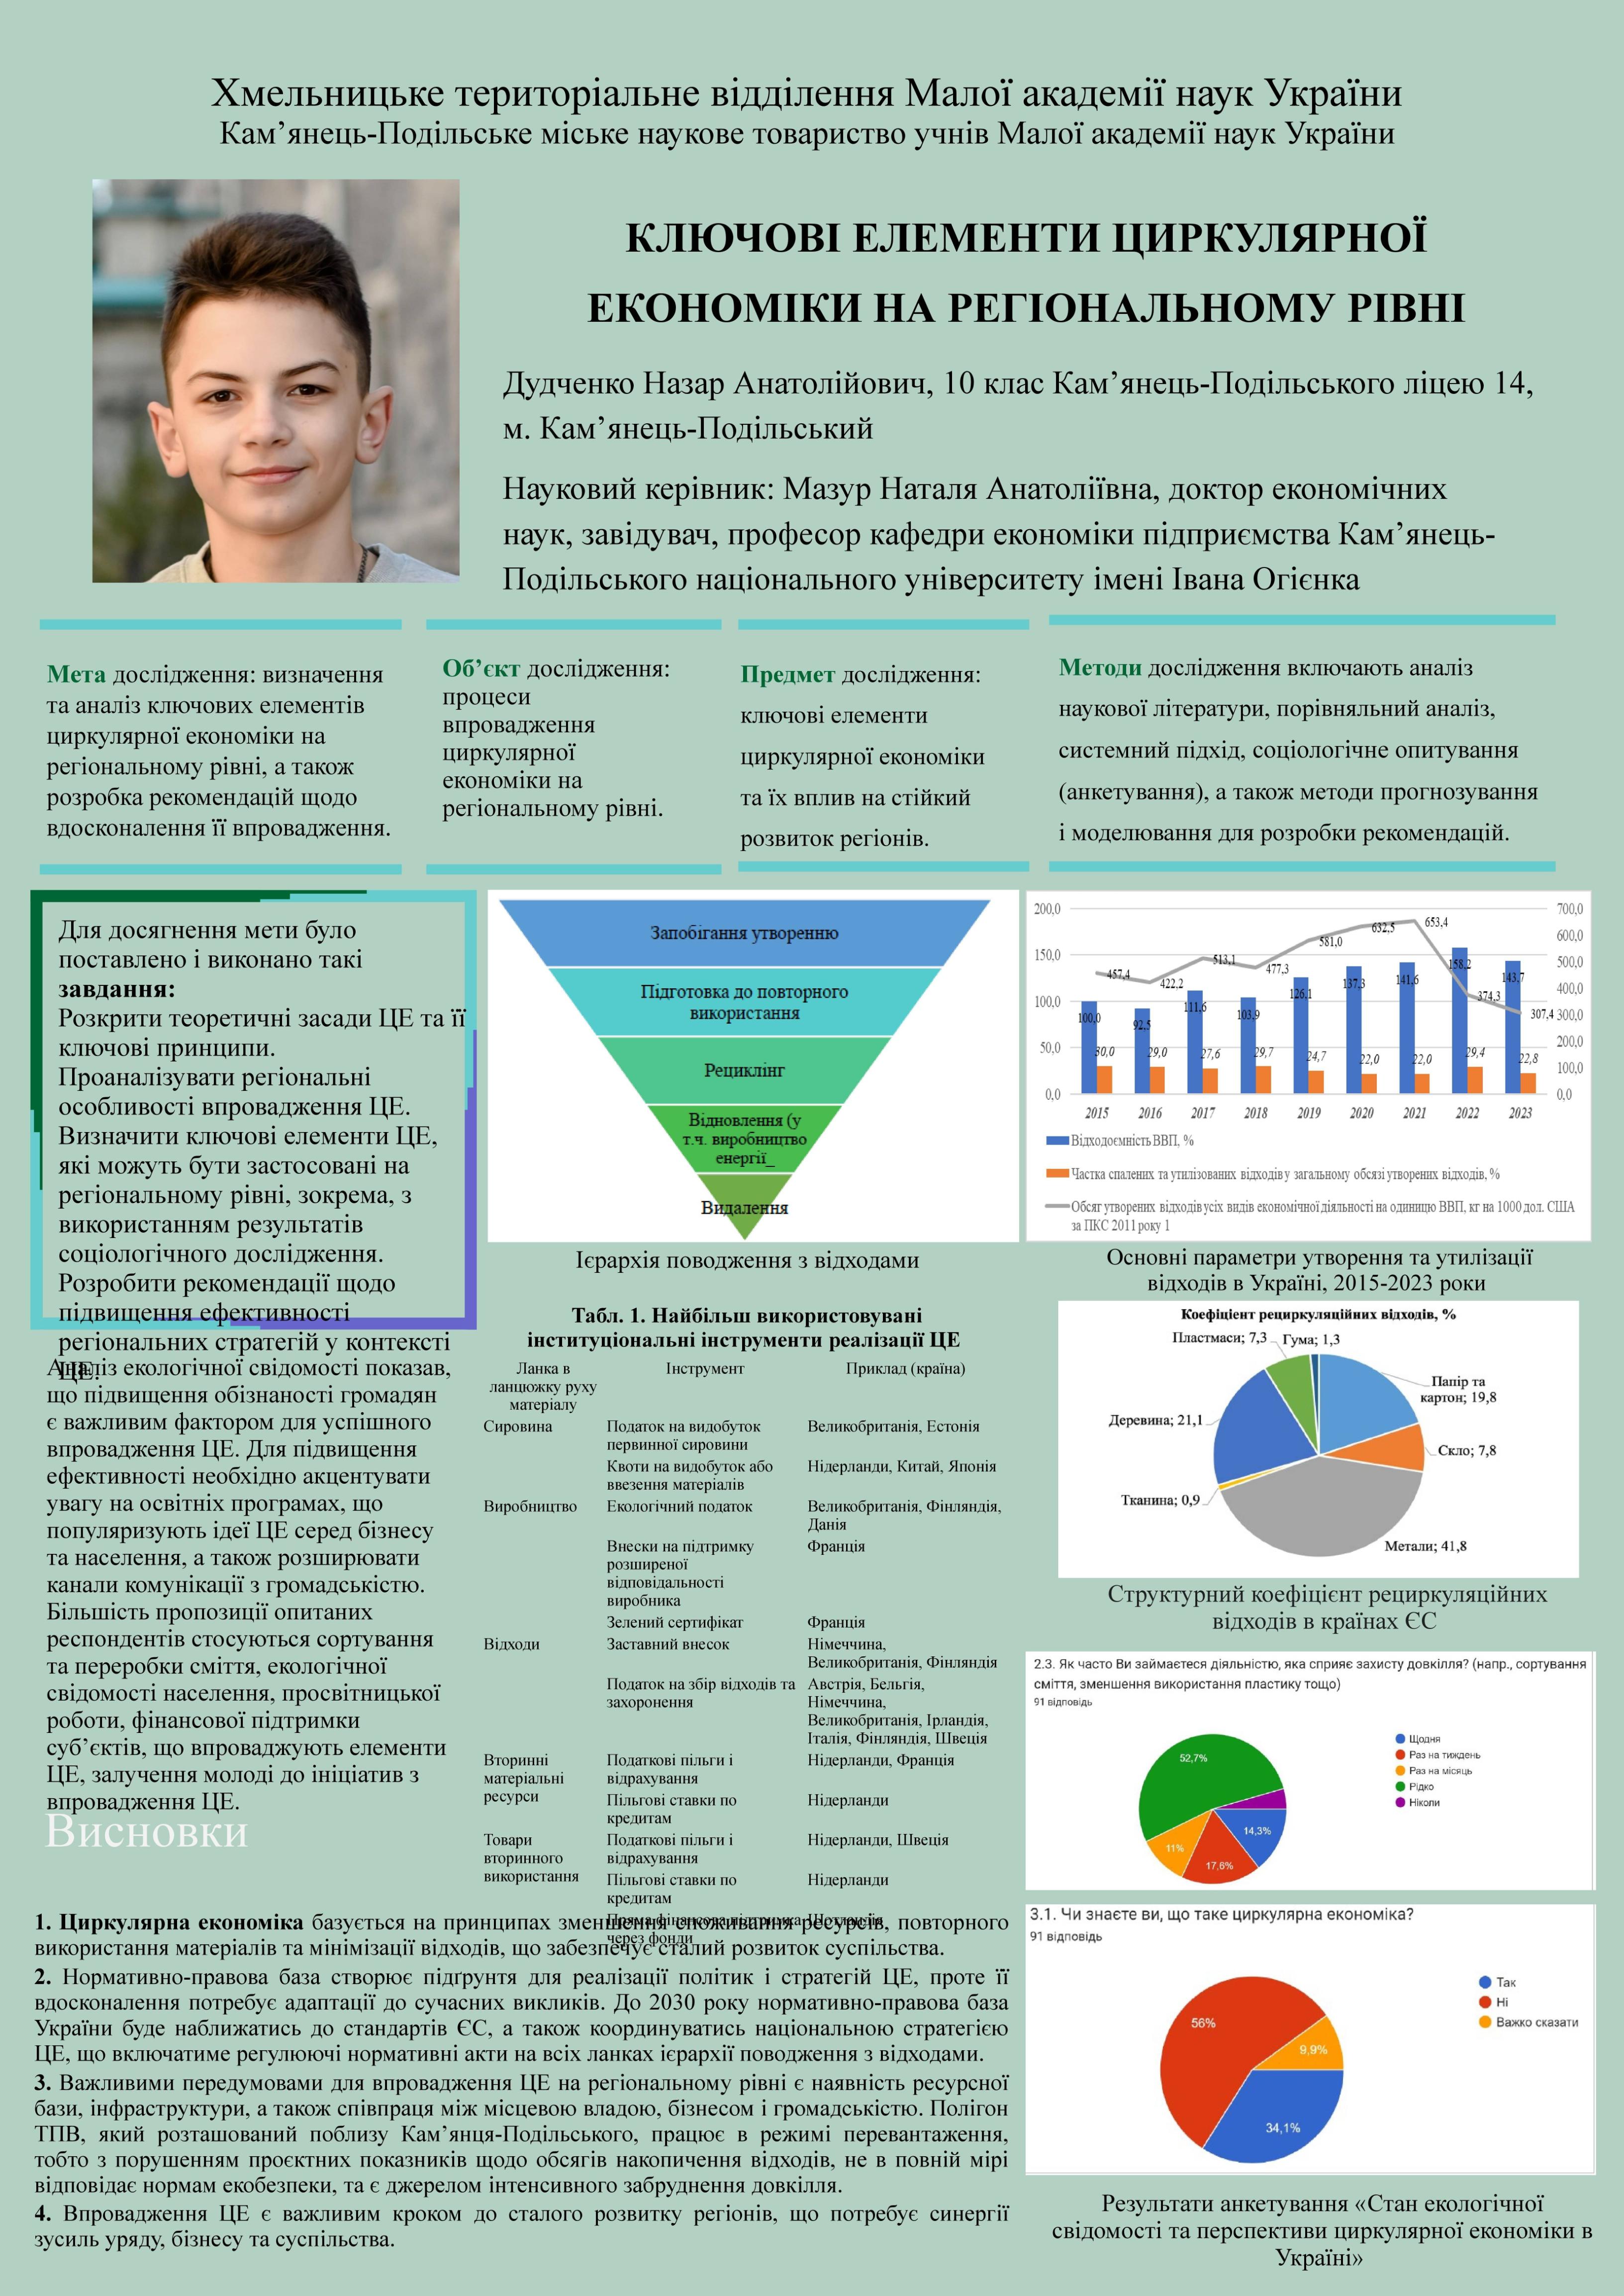 Хмельницьке територіальне відділення Малої академії наук України
Кам’янець-Подільське міське наукове товариство учнів Малої академії наук України
КЛЮЧОВІ ЕЛЕМЕНТИ ЦИРКУЛЯРНОЇ
ЕКОНОМІКИ НА РЕГІОНАЛЬНОМУ РІВНІ
Дудченко Назар Анатолійович, 10 клас Кам’янець-Подільського ліцею 14,
м. Кам’янець-Подільський
Науковий керівник: Мазур Наталя Анатоліївна, доктор економічних
наук, завідувач, професор кафедри економіки підприємства Кам’янець-
Подільського національного університету імені Івана Огієнка
Мета дослідження: визначення
та аналіз ключових елементів
циркулярної економіки на
регіональному рівні, а також
розробка рекомендацій щодо
вдосконалення її впровадження.
Об’єкт дослідження:
процеси
впровадження
циркулярної
економіки на
регіональному рівні.
Предмет дослідження:
ключові елементи
циркулярної економіки
та їх вплив на стійкий
розвиток регіонів.
Методи дослідження включають аналіз
наукової літератури, порівняльний аналіз,
системний підхід, соціологічне опитування
(анкетування), а також методи прогнозування
і моделювання для розробки рекомендацій.
Для досягнення мети було
поставлено і виконано такі
завдання:
Розкрити теоретичні засади ЦЕ та її
ключові принципи.
Проаналізувати регіональні
особливості впровадження ЦЕ.
Визначити ключові елементи ЦЕ,
які можуть бути застосовані на
регіональному рівні, зокрема, з
використанням результатів
соціологічного дослідження.
Розробити рекомендації щодо
підвищення ефективності
регіональних стратегій у контексті
ЦЕ.
Аналіз екологічної свідомості показав,
що підвищення обізнаності громадян
є важливим фактором для успішного
впровадження ЦЕ. Для підвищення
ефективності необхідно акцентувати
увагу на освітніх програмах, що
популяризують ідеї ЦЕ серед бізнесу
та населення, а також розширювати
канали комунікації з громадськістю.
Більшість пропозиції опитаних
респондентів стосуються сортування
та переробки сміття, екологічної
свідомості населення, просвітницької
роботи, фінансової підтримки
суб’єктів, що впроваджують елементи
ЦЕ, залучення молоді до ініціатив з
впровадження ЦЕ.
Запобігання утворенню
Підготовка до повторного
використання
Рециклінг
Відновлення (у
т.ч. виробництво
енергії_
Видалення
Ієрархія поводження з відходами
Табл. 1. Найбільш використовувані
інституціональні інструменти реалізації ЦЕ
Ланка в ланцюжку руху матеріалу Інструмент Приклад (країна)
Сировина Податок на видобуток первинної сировини Великобританія, Естонія
Квоти на видобуток або ввезення матеріалів Нідерланди, Китай, Японія
Виробництво Екологічний податок Великобританія, Фінляндія, Данія
Внески на підтримку розширеної відповідальності виробника Франція
Зелений сертифікат Франція
Відходи Заставний внесок Німеччина, Великобританія, Фінляндія
Податок на збір відходів та захоронення Австрія, Бельгія, Німеччина, Великобританія, Ірландія, Італія, Фінляндія, Швеція
Вторинні матеріальні ресурси Податкові пільги і відрахування Нідерланди, Франція
Пільгові ставки по кредитам Нідерланди
Товари вторинного використання Податкові пільги і відрахування Нідерланди, Швеція
Пільгові ставки по кредитам Нідерланди
Пряма фінансова підтримка через фонди Шотландія
200,0 150,0 100,0 50,0 0,0
700,0 600,0 500,0 400,0 300,0 200,0 100,0 0,0
457,4 422,2 513,1 477,3 581,0 632,5 653,4 374,3 307,4
100,0 92,5 111,6 103,9 126,1 137,3 141,6 158,2 143,7
30,0 29,0 27,6 29,7 24,7 22,0 22,0 29,4 22,8
2015 2016 2017 2018 2019 2020 2021 2022 2023
Відходоємність ВВП, %
Частка спалених та утилізованих відходів у загальному обсязі утворених відходів, %
Обсяг утворених відходів усіх видів економічної діяльності на одиницю ВВП, кг на 1000 дол. США
за ПКС 2011 року 1
Основні параметри утворення та утилізації
відходів в Україні, 2015-2023 роки
Коефіцієнт рециркуляційних відходів, %
Пластмаси; 7,3
Гума; 1,3
Папір та
картон; 19,8
Деревина; 21,1
Скло; 7,8
Тканина; 0,9
Метали; 41,8
Структурний коефіцієнт рециркуляційних
відходів в країнах ЄС
2.3. Як часто Ви займаєтеся діяльністю, яка сприяє захисту довкілля? (напр., сортування
сміття, зменшення використання пластику тощо)
91 відповідь
52,7%
14,3%
11%
17,6%
Щодня
Раз на тиждень
Раз на місяць
Рідко
Ніколи
3.1. Чи знаєте ви, що таке циркулярна економіка?
91 відповідь
56%
9,9%
34,1%
Так
Ні
Важко сказати
Результати анкетування «Стан екологічної
свідомості та перспективи циркулярної економіки в
Україні»
Висновки
1. Циркулярна економіка базується на принципах зменшення споживання ресурсів, повторного
використання матеріалів та мінімізації відходів, що забезпечує сталий розвиток суспільства.
2. Нормативно-правова база створює підґрунтя для реалізації політик і стратегій ЦЕ, проте її
вдосконалення потребує адаптації до сучасних викликів. До 2030 року нормативно-правова база
України буде наближатись до стандартів ЄС, а також координуватись національною стратегією
ЦЕ, що включатиме регулюючі нормативні акти на всіх ланках ієрархії поводження з відходами.
3. Важливими передумовами для впровадження ЦЕ на регіональному рівні є наявність ресурсної
бази, інфраструктури, а також співпраця між місцевою владою, бізнесом і громадськістю. Полігон
ТПВ, який розташований поблизу Кам’янця-Подільського, працює в режимі перевантаження,
тобто з порушенням проєктних показників щодо обсягів накопичення відходів, не в повній мірі
відповідає нормам екобезпеки, та є джерелом інтенсивного забруднення довкілля.
4. Впровадження ЦЕ є важливим кроком до сталого розвитку регіонів, що потребує синергії
зусиль уряду, бізнесу та суспільства.